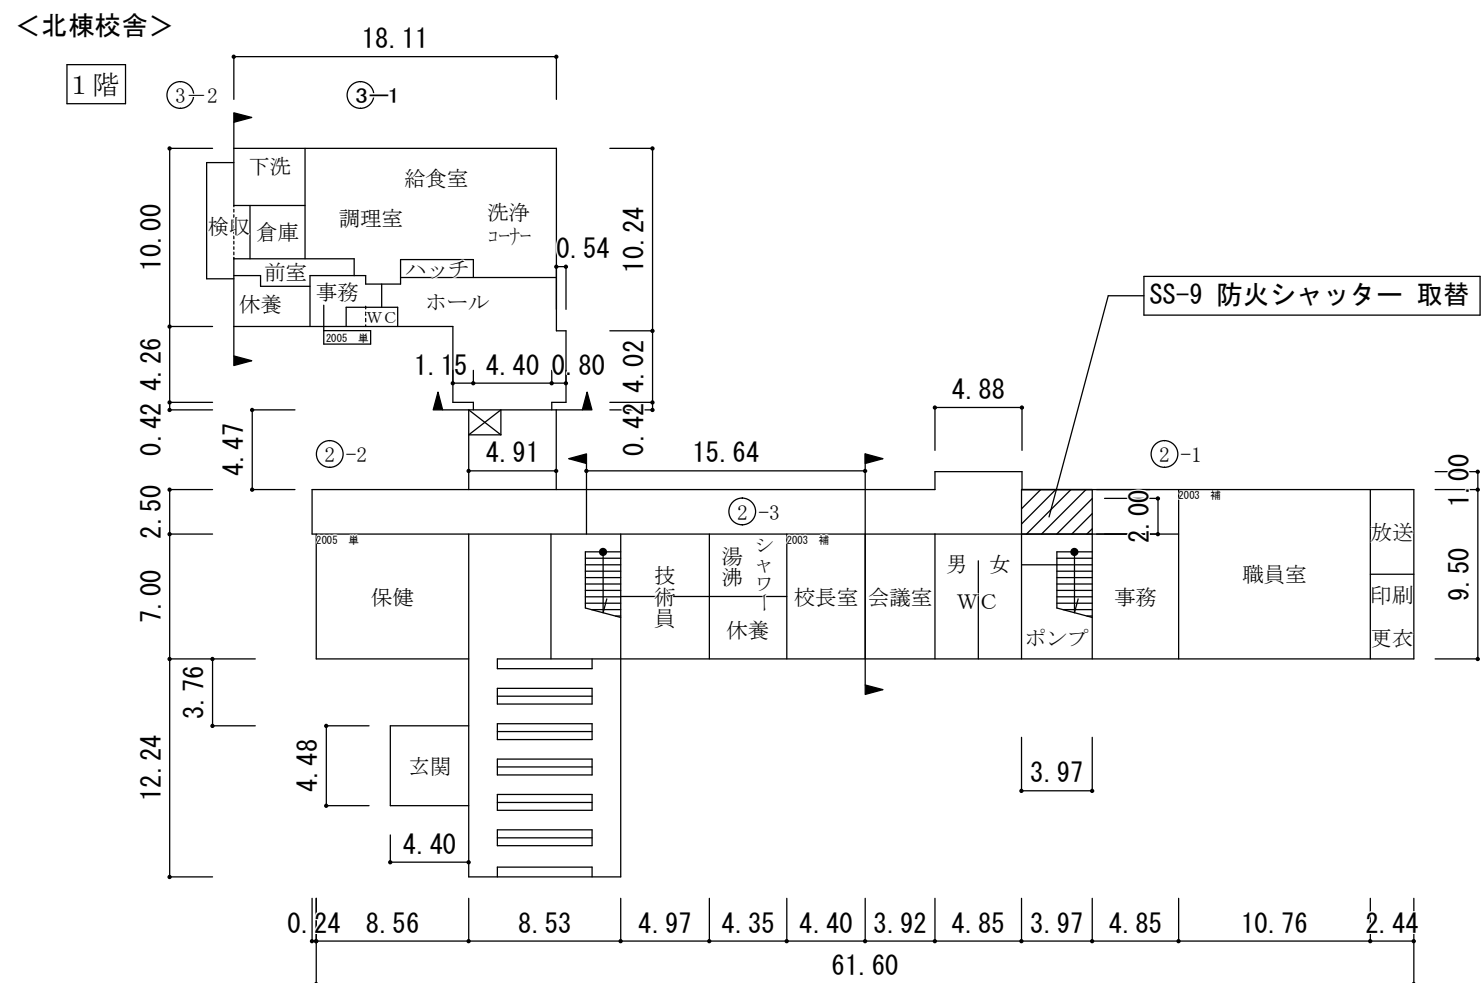 <北棟校舎>
1階
18.11
③-2
③-1
下洗
給食室
検収
倉庫
調理室
洗浄
コーナー
0.54
10.00
10.24
前室
ハッチ
休養
事務
ホール
WC
2005 単
SS-9 防火シャッター 取替
4.26
1.15
4.40
0.80
4.02
0.42
0.42
4.88
4.47
②-2
4.91
15.64
②-1
1.00
2.50
②-3
2.00
2003 補
放送
2005 単
2003 補
7.00
保健
技術員
湯沸
シャワー
休養
校長室
会議室
男
女
WC
ポンプ
事務
職員室
印刷
更衣
9.50
3.76
12.24
4.48
玄関
3.97
4.40
0.24
8.56
8.53
4.97
4.35
4.40
3.92
4.85
3.97
4.85
10.76
2.44
61.60